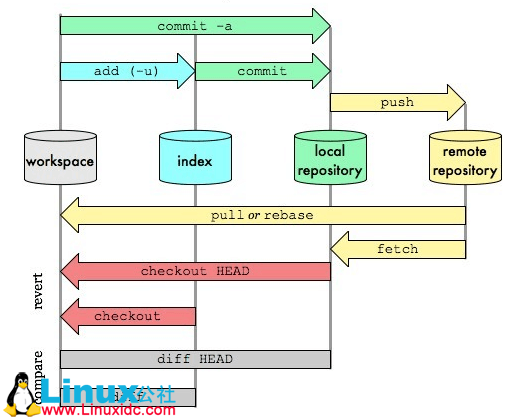 commit -a
add (-u)
commit
push
workspace
index
local
repository
remote
repository
pull or rebase
fetch
checkout HEAD
revert
checkout
diff HEAD
compare
diff
Linux公社
www.Linuxidc.com